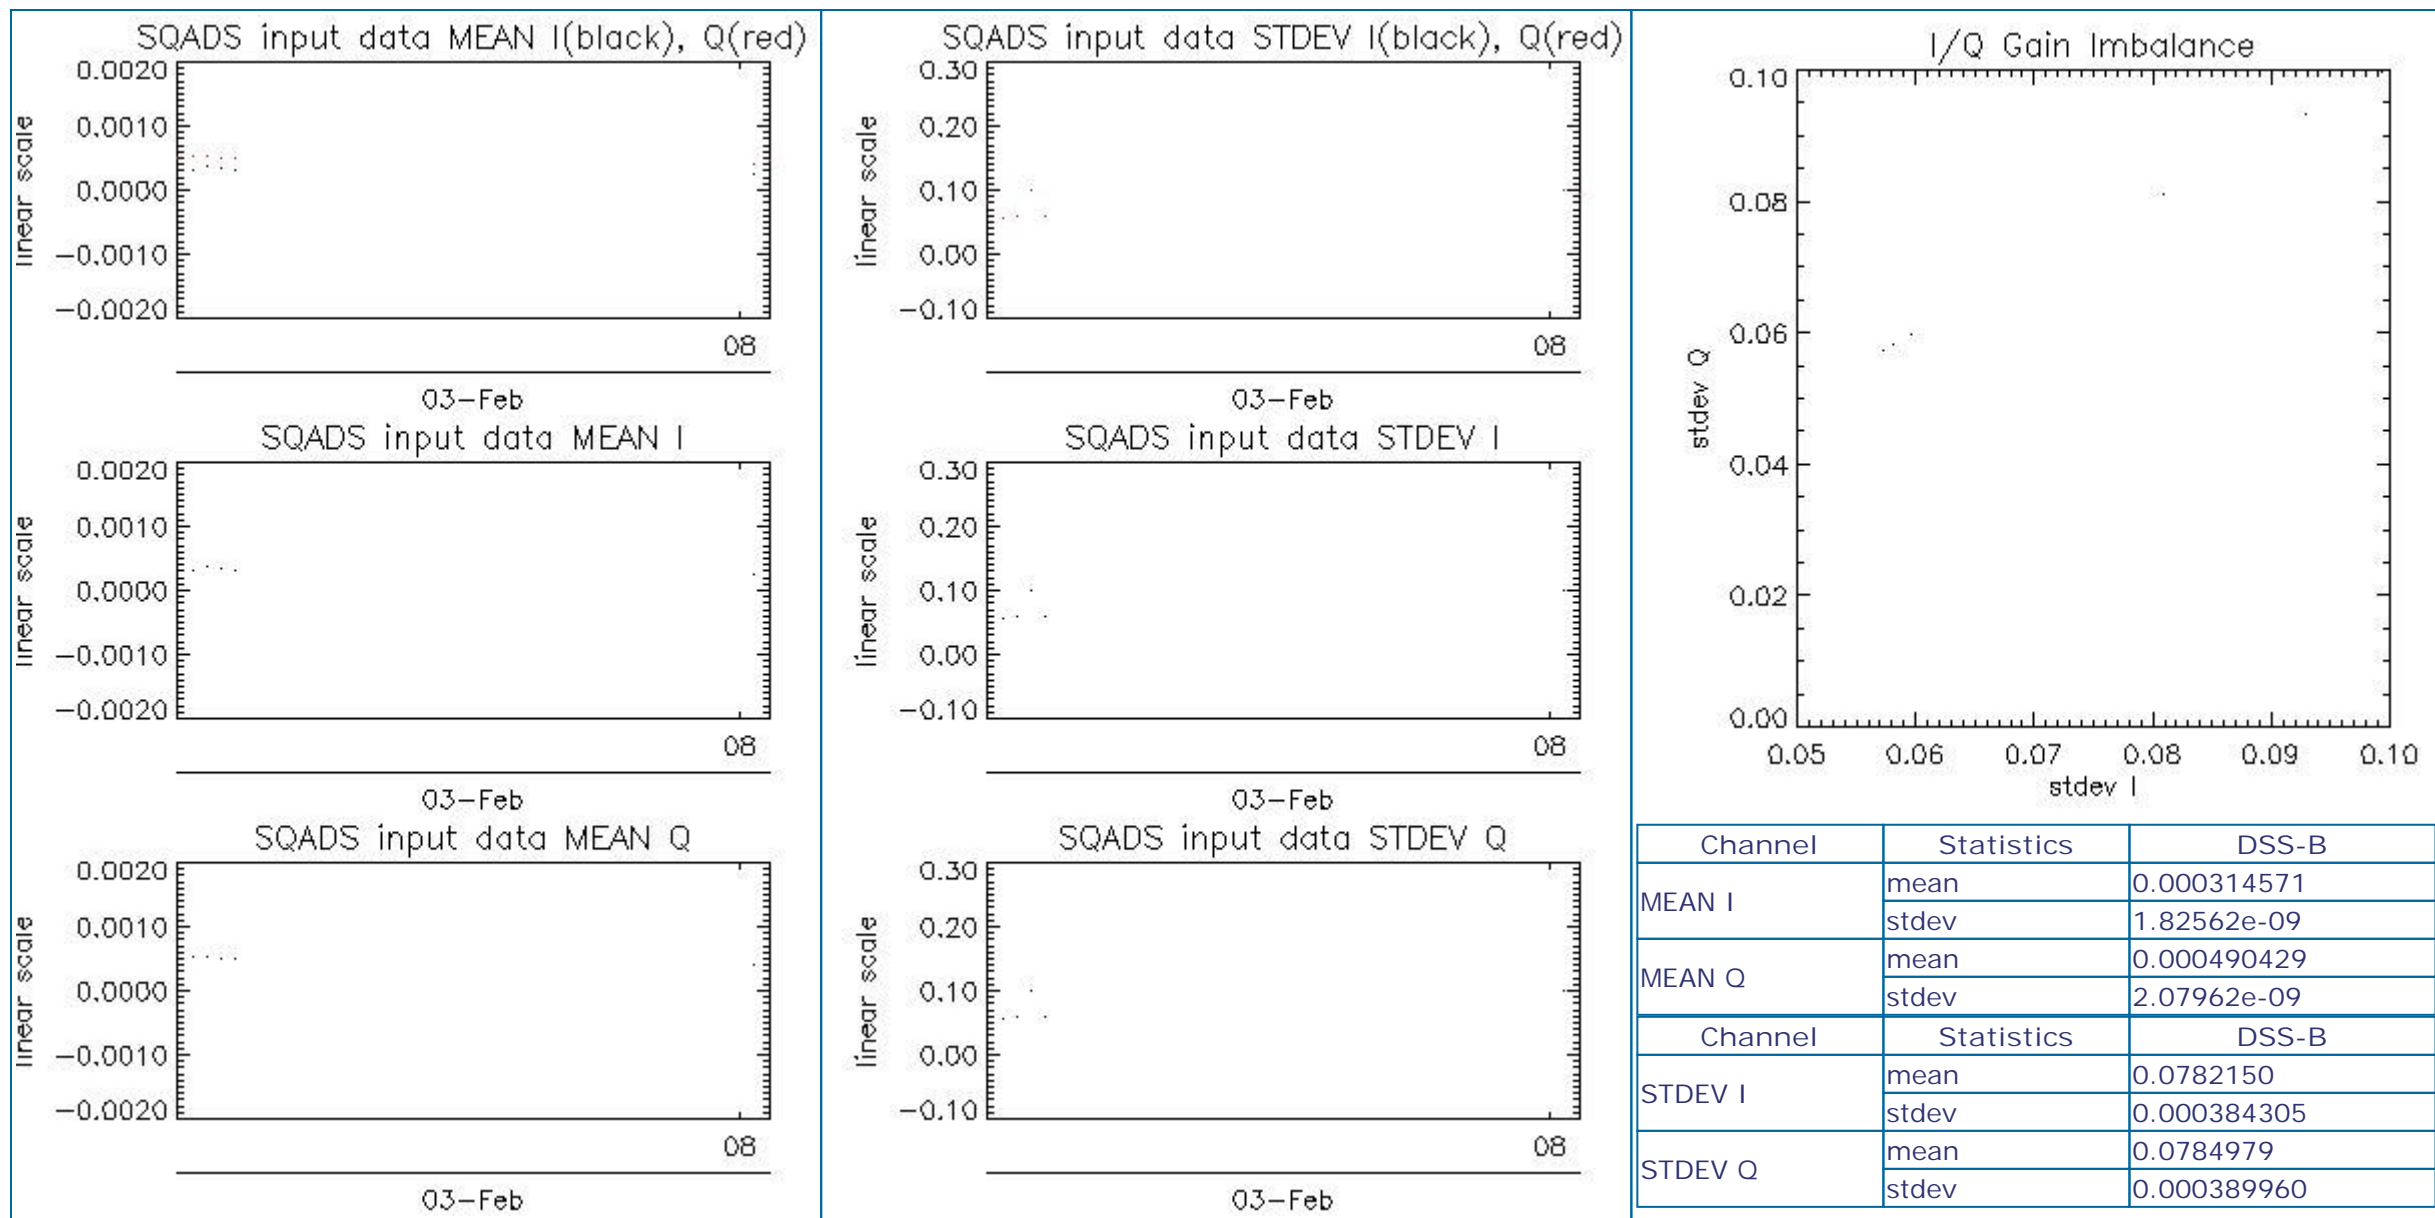 SQADS input data MEAN I(black), Q(red)
0.0020
0.0010
0.0000
-0.0010
-0.0020
linear scale
08
03-Feb
SQADS input data MEAN I
0.0020
0.0010
0.0000
-0.0010
-0.0020
linear scale
08
03-Feb
SQADS input data MEAN Q
0.0020
0.0010
0.0000
-0.0010
-0.0020
linear scale
08
03-Feb
SQADS input data STDEV I(black), Q(red)
0.30
0.20
0.10
0.00
-0.10
linear scale
08
03-Feb
SQADS input data STDEV I
0.30
0.20
0.10
0.00
-0.10
linear scale
08
03-Feb
SQADS input data STDEV Q
0.30
0.20
0.10
0.00
-0.10
linear scale
08
03-Feb
I/Q Gain Imbalance
0.10
0.08
0.06
0.04
0.02
0.00
stdev Q
0.05 0.06 0.07 0.08 0.09 0.10
stdev I
Channel Statistics DSS-B
MEAN I mean 0.000314571
stdev 1.82562e-09
MEAN Q mean 0.000490429
stdev 2.07962e-09
Channel Statistics DSS-B
STDEV I mean 0.0782150
stdev 0.000384305
STDEV Q mean 0.0784979
stdev 0.000389960